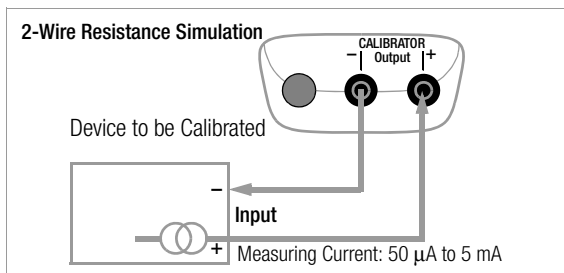 2-Wire Resistance Simulation
CALIBRATOR
– Output +
Device to be Calibrated
–
Input
+
Measuring Current: 50 µA to 5 mA